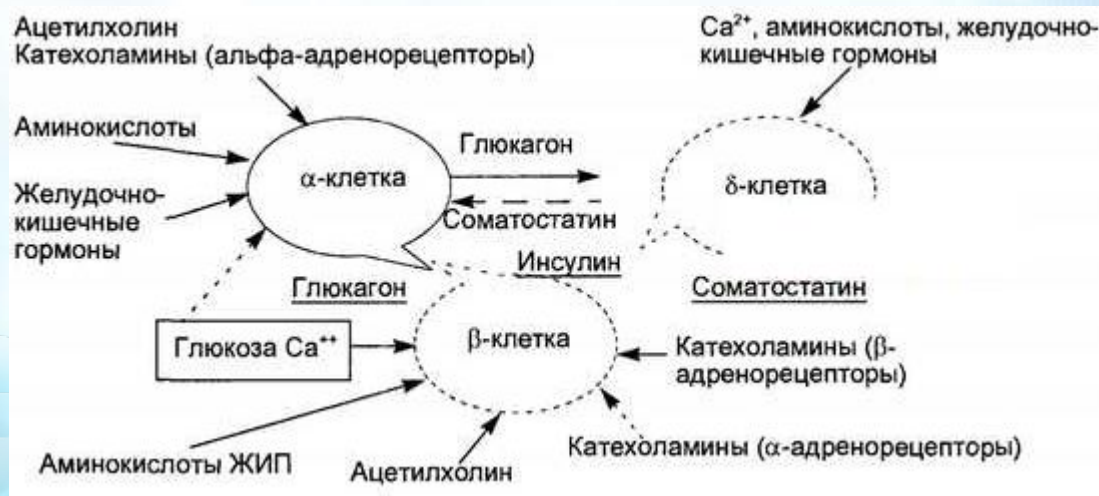 Ацетилхолин
Катехоламины (альфа-адренорецепторы)
Ca²⁺, аминокислоты, желудочно-
кишечные гормоны
Аминокислоты
Глюкагон
α-клетка
δ-клетка
Желудочно-
кишечные
гормоны
Соматостатин
Инсулин
Глюкагон
Соматостатин
Глюкоза Ca⁺⁺
β-клетка
Катехоламины (β-
адренорецепторы)
Катехоламины (α-адренорецепторы)
Аминокислоты ЖИП
Ацетилхолин